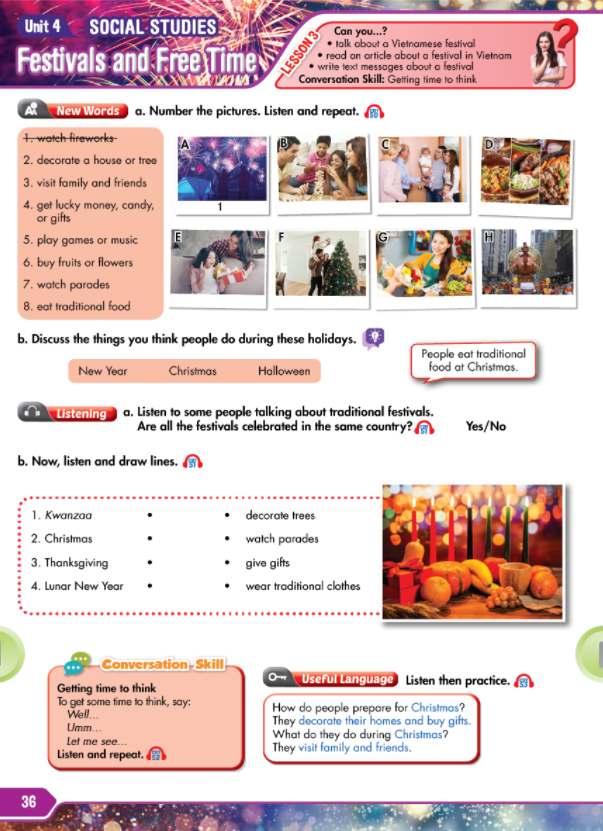 Unit 4
SOCIAL STUDIES
Festivals and Free Time
LESSON 3
Can you...?
• talk about a Vietnamese festival
• read an article about a festival in Vietnam
• write text messages about a festival
Conversation Skill: Getting time to think
New Words
a. Number the pictures. Listen and repeat.
1. watch fireworks
2. decorate a house or tree
3. visit family and friends
4. get lucky money, candy,
or gifts
5. play games or music
6. buy fruits or flowers
7. watch parades
8. eat traditional food
A
B
C
D
1
E
F
G
H
b. Discuss the things you think people do during these holidays.
New Year Christmas Halloween
People eat traditional
food at Christmas.
Listening
a. Listen to some people talking about traditional festivals.
Are all the festivals celebrated in the same country? Yes/No
b. Now, listen and draw lines.
1. Kwanzaa • • decorate trees
2. Christmas • • watch parades
3. Thanksgiving • • give gifts
4. Lunar New Year • • wear traditional clothes
Conversation Skill
Getting time to think
To get some time to think, say:
Well...
Umm...
Let me see...
Listen and repeat.
Useful Language
Listen then practice.
How do people prepare for Christmas?
They decorate their homes and buy gifts.
What do they do during Christmas?
They visit family and friends.
36